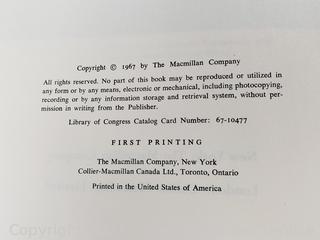 Copyright © 1967 by The Macmillan Company
All rights reserved. No part of this book may be reproduced or utilized in
any form or by any means, electronic or mechanical, including photocopying,
recording or by any information storage and retrieval system, without per-
mission in writing from the Publisher.
Library of Congress Catalog Card Number: 67-10477
FIRST PRINTING
The Macmillan Company, New York
Collier-Macmillan Canada Ltd., Toronto, Ontario
Printed in the United States of America